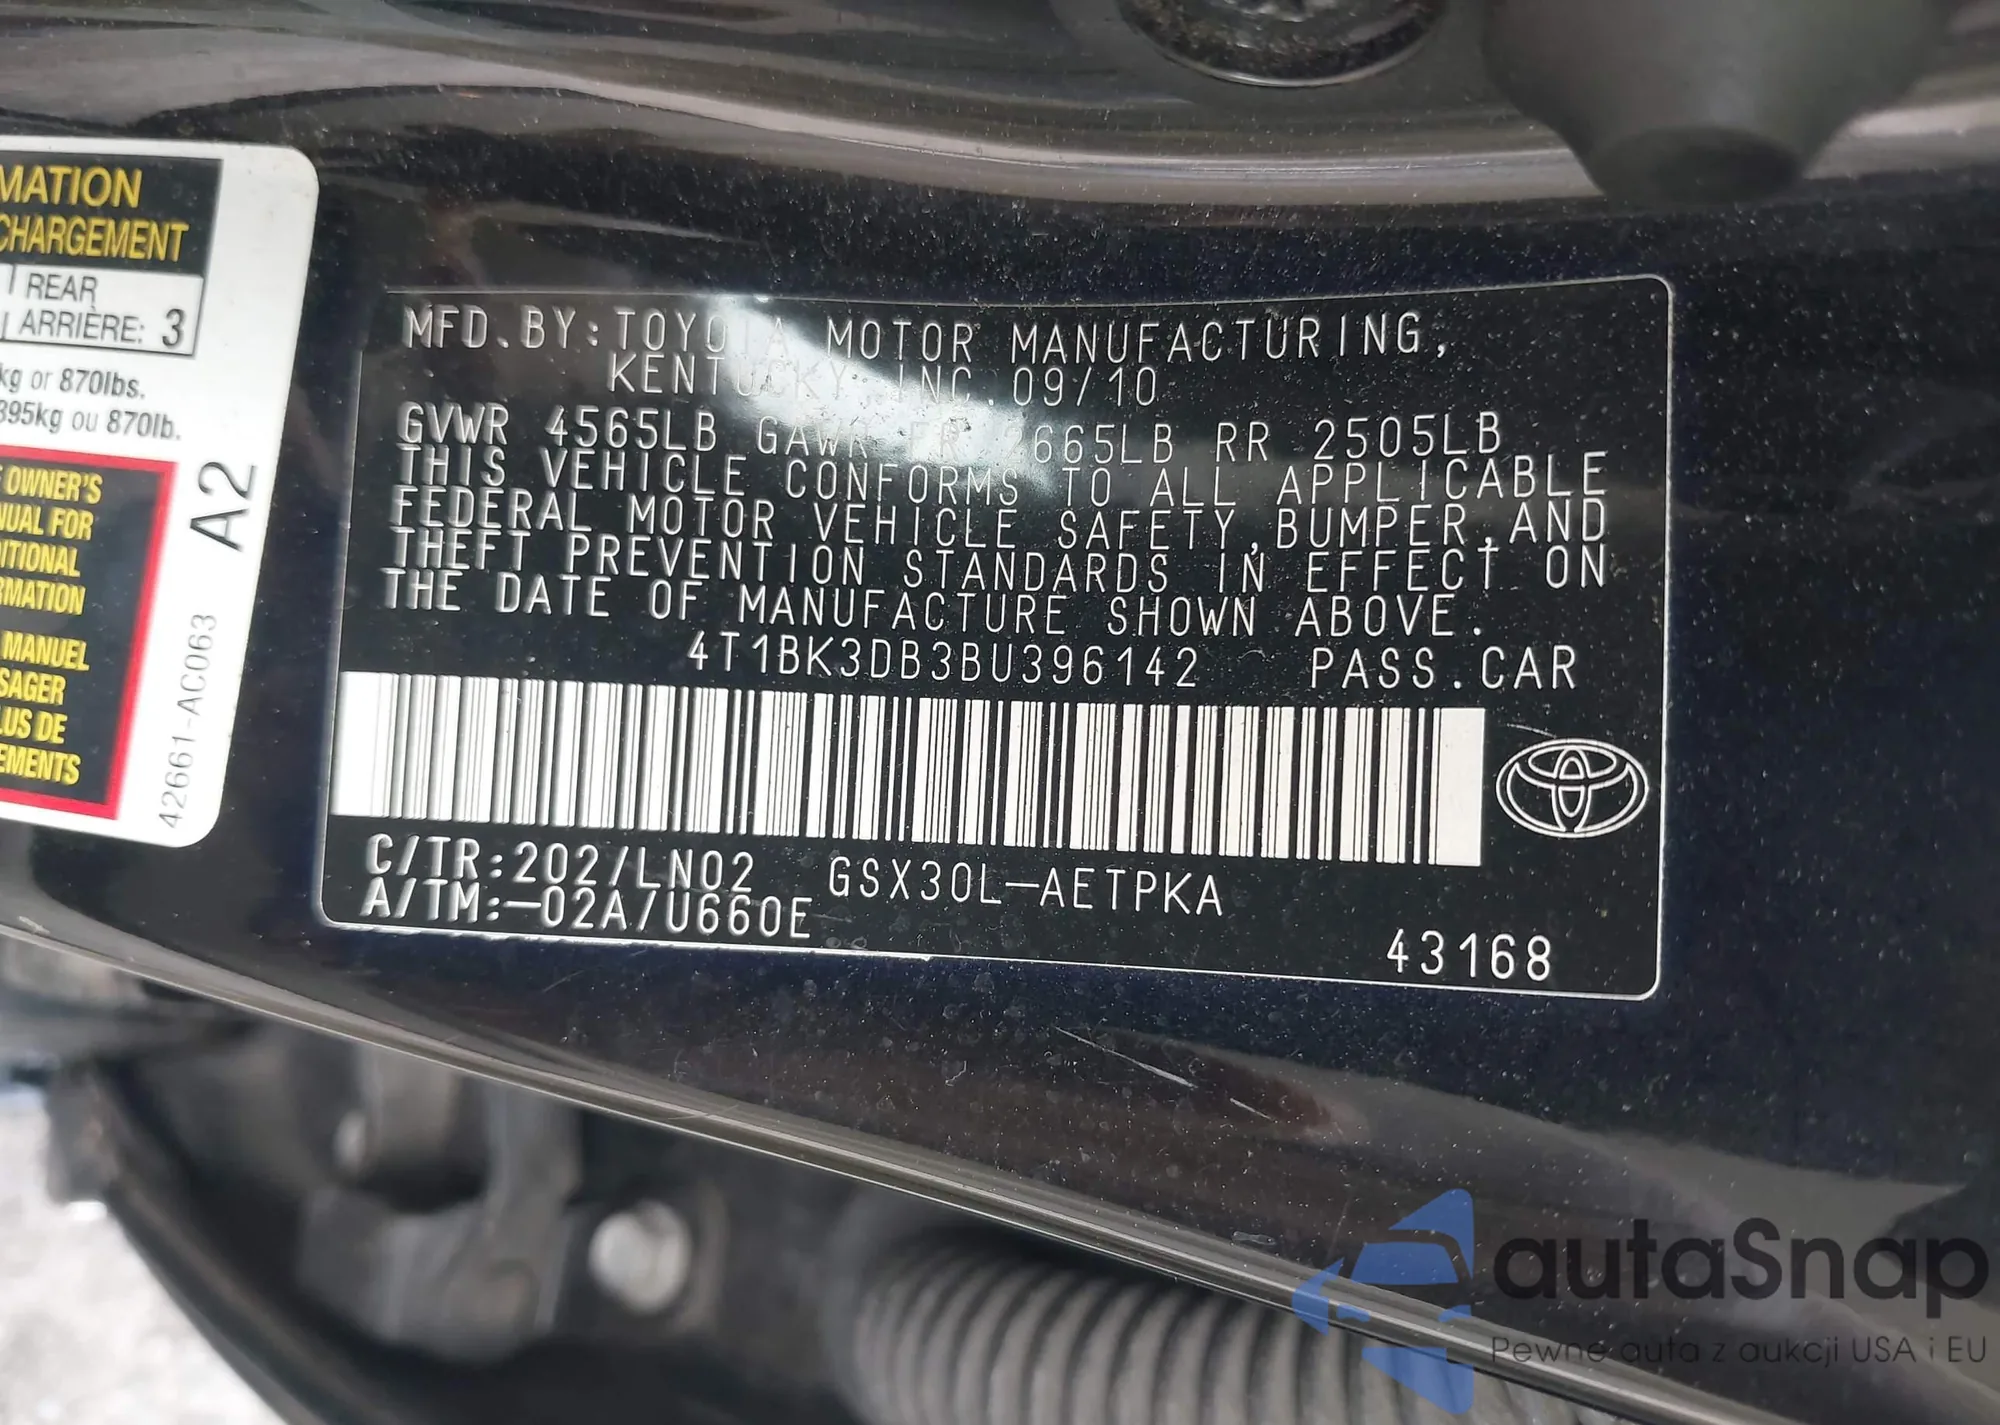 MATION
CHARGEMENT
REAR
ARRIÈRE: 3
kg or 870lbs.
395kg ou 870lb.
OWNER'S
NUAL FOR
ITIONAL
RMATION
MANUEL
SAGER
LUS DE
EMENTS
A2
42661-AC063
MFD.BY:TOYOTA MOTOR MANUFACTURING,
KENTUCKY, INC. 09/10
GVWR 4565LB GAWR FR 2665LB RR 2505LB
THIS VEHICLE CONFORMS TO ALL APPLICABLE
FEDERAL MOTOR VEHICLE SAFETY,BUMPER,AND
THEFT PREVENTION STANDARDS IN EFFECT ON
THE DATE OF MANUFACTURE SHOWN ABOVE.
4T1BK3DB3BU396142 PASS.CAR
C/TR:202/LN02 GSX30L-AETPKA
A/TM:-02A/U660E
43168
autaSnap
Pewne auta z aukcji USA i EU